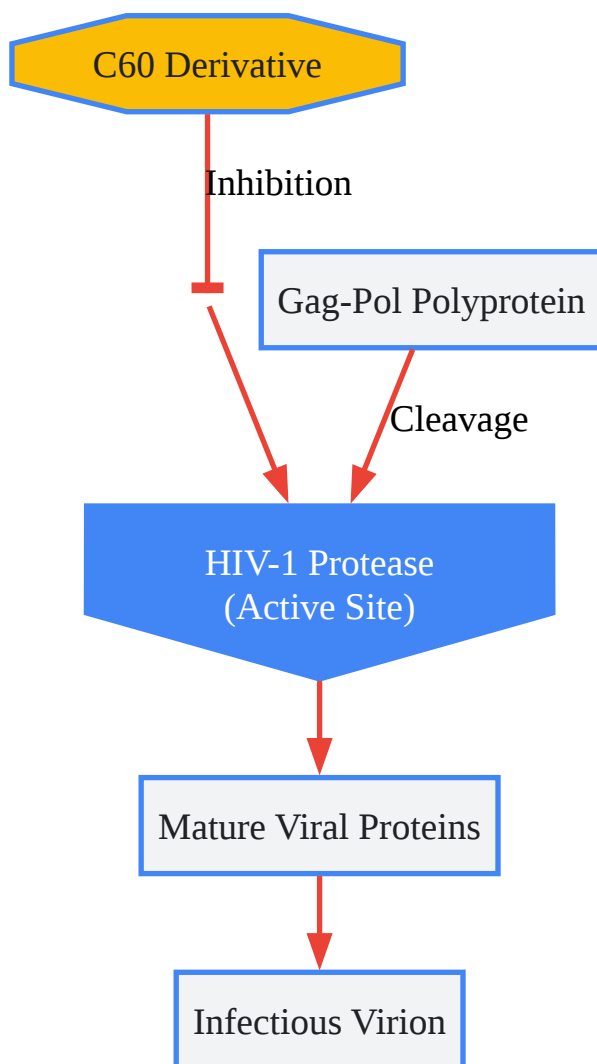 C60 Derivative
Inhibition
Gag-Pol Polyprotein
Cleavage
HIV-1 Protease
(Active Site)
Mature Viral Proteins
Infectious Virion